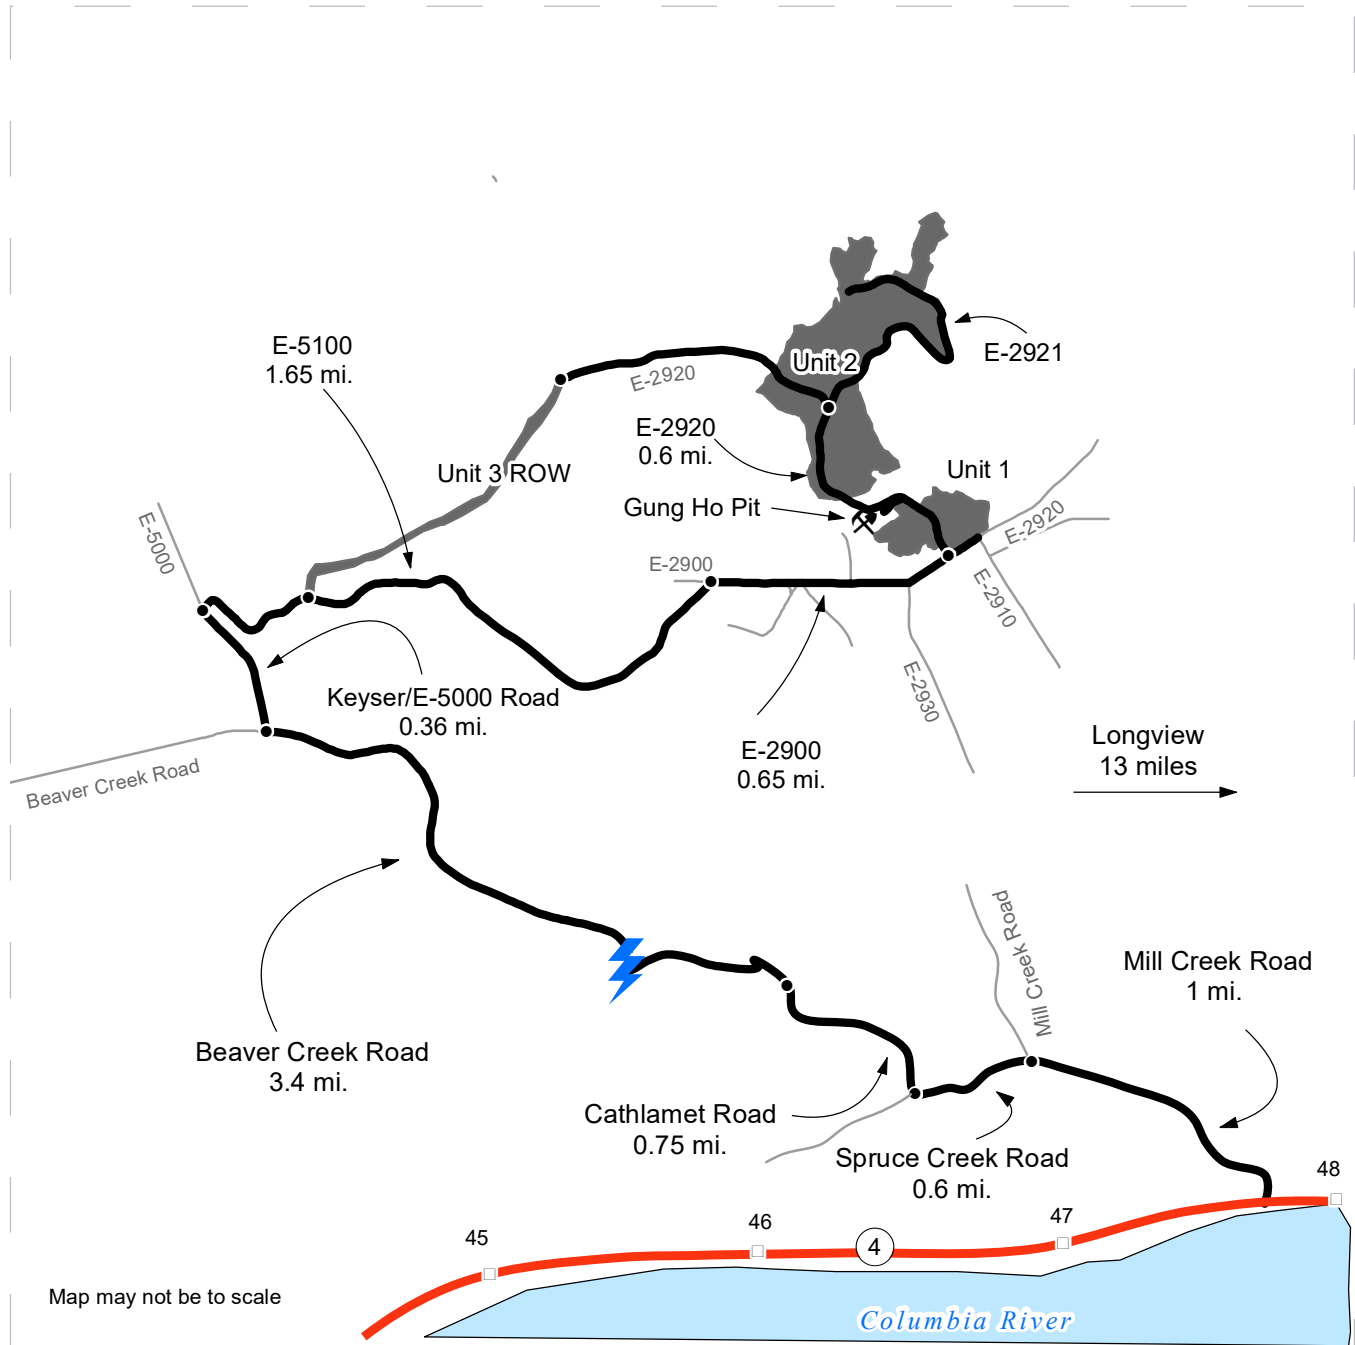 E-5100
1.65 mi.
E-2921
Unit 2
E-2920
E-2920
0.6 mi.
Unit 3 ROW
Unit 1
Gung Ho Pit
E-2920
E-5000
E-2900
E-2910
E-2930
Keyser/E-5000 Road
0.36 mi.
E-2900
0.65 mi.
Longview
13 miles
Beaver Creek Road
Mill Creek Road
Mill Creek Road
1 mi.
Beaver Creek Road
3.4 mi.
Cathlamet Road
0.75 mi.
Spruce Creek Road
0.6 mi.
48
47
46
45
4
Map may not be to scale
Columbia River